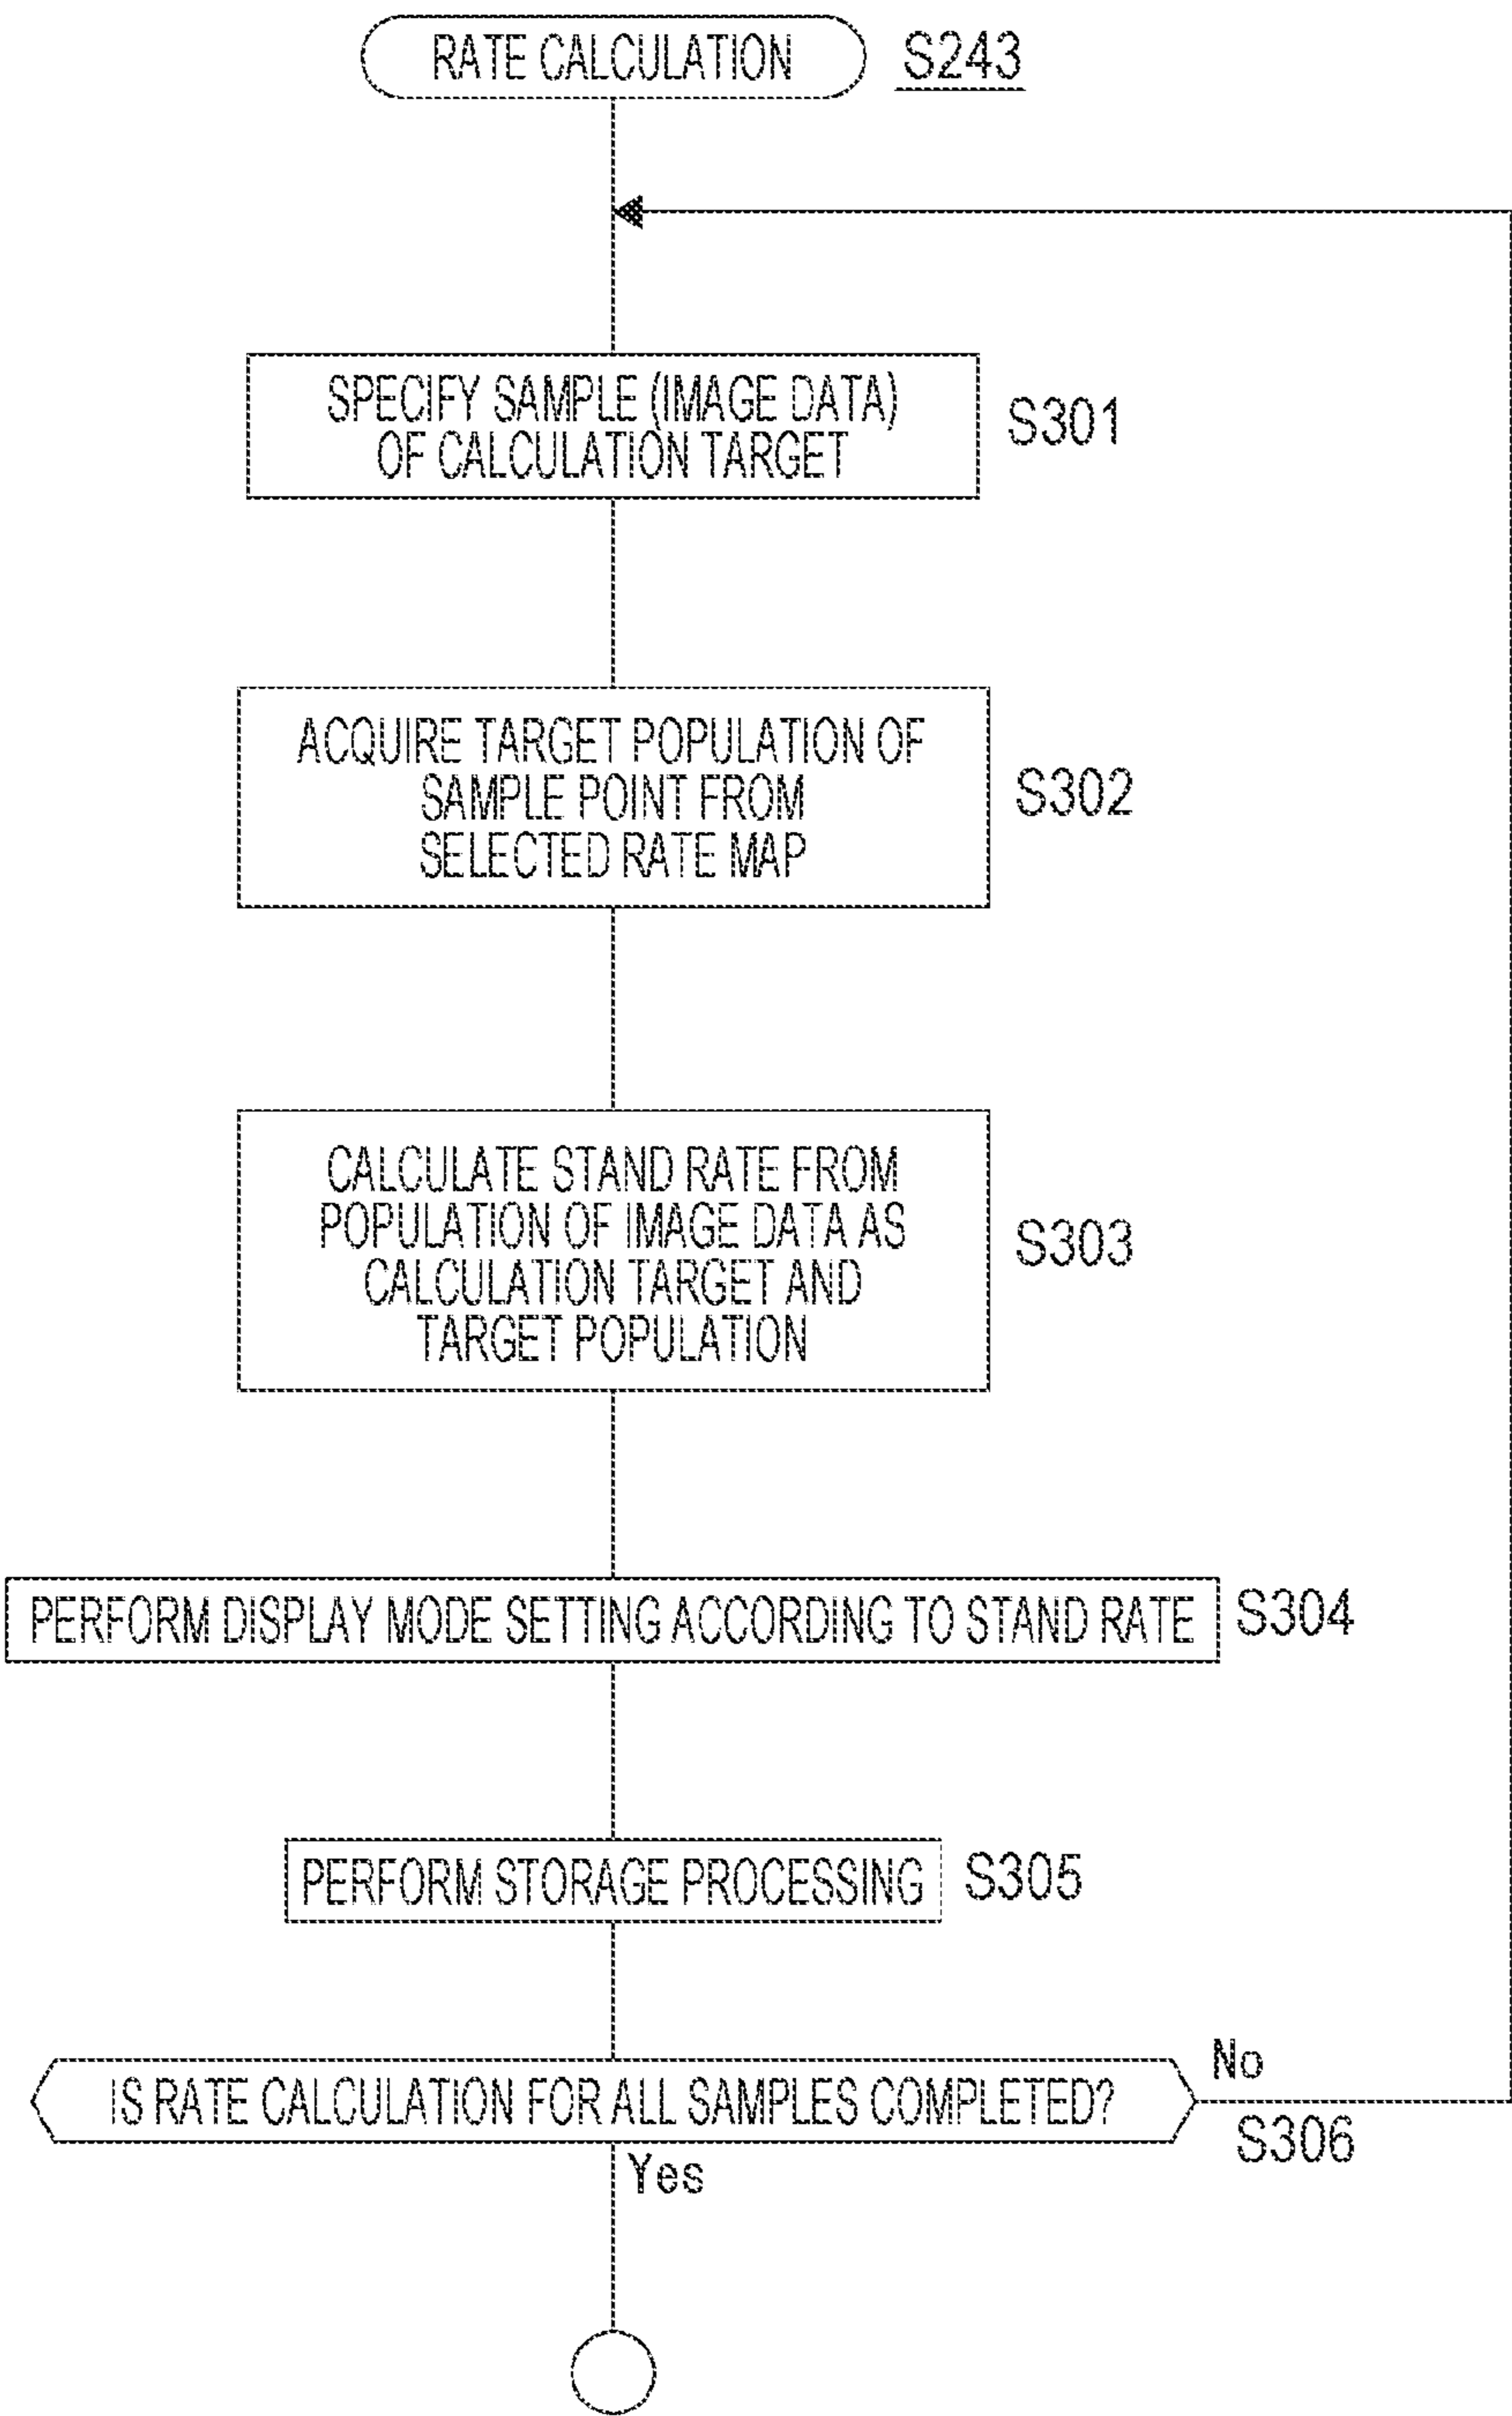 RATE CALCULATION
S243
SPECIFY SAMPLE (IMAGE DATA)
OF CALCULATION TARGET
S301
ACQUIRE TARGET POPULATION OF
SAMPLE POINT FROM
SELECTED RATE MAP
S302
CALCULATE STAND RATE FROM
POPULATION OF IMAGE DATA AS
CALCULATION TARGET AND
TARGET POPULATION
S303
PERFORM DISPLAY MODE SETTING ACCORDING TO STAND RATE
S304
PERFORM STORAGE PROCESSING
S305
IS RATE CALCULATION FOR ALL SAMPLES COMPLETED?
No
S306
Yes